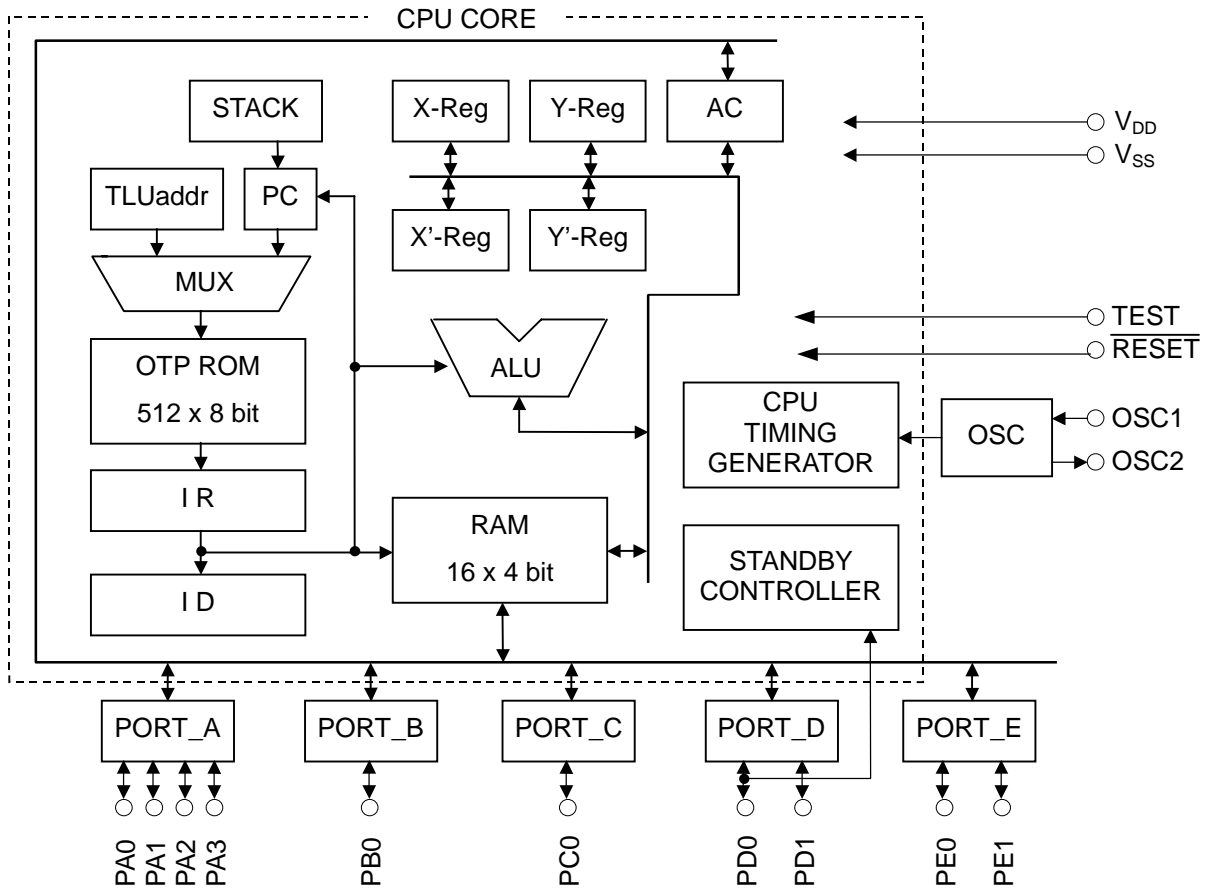 CPU CORE
STACK
X-Reg
Y-Reg
AC
V_DD
V_SS
TLUaddr
PC
X'-Reg
Y'-Reg
MUX
TEST
RESET
OTP ROM
512 x 8 bit
ALU
CPU
TIMING
GENERATOR
OSC
OSC1
OSC2
I R
RAM
16 x 4 bit
STANDBY
CONTROLLER
I D
PORT_A
PORT_B
PORT_C
PORT_D
PORT_E
PA0
PA1
PA2
PA3
PB0
PC0
PD0
PD1
PE0
PE1